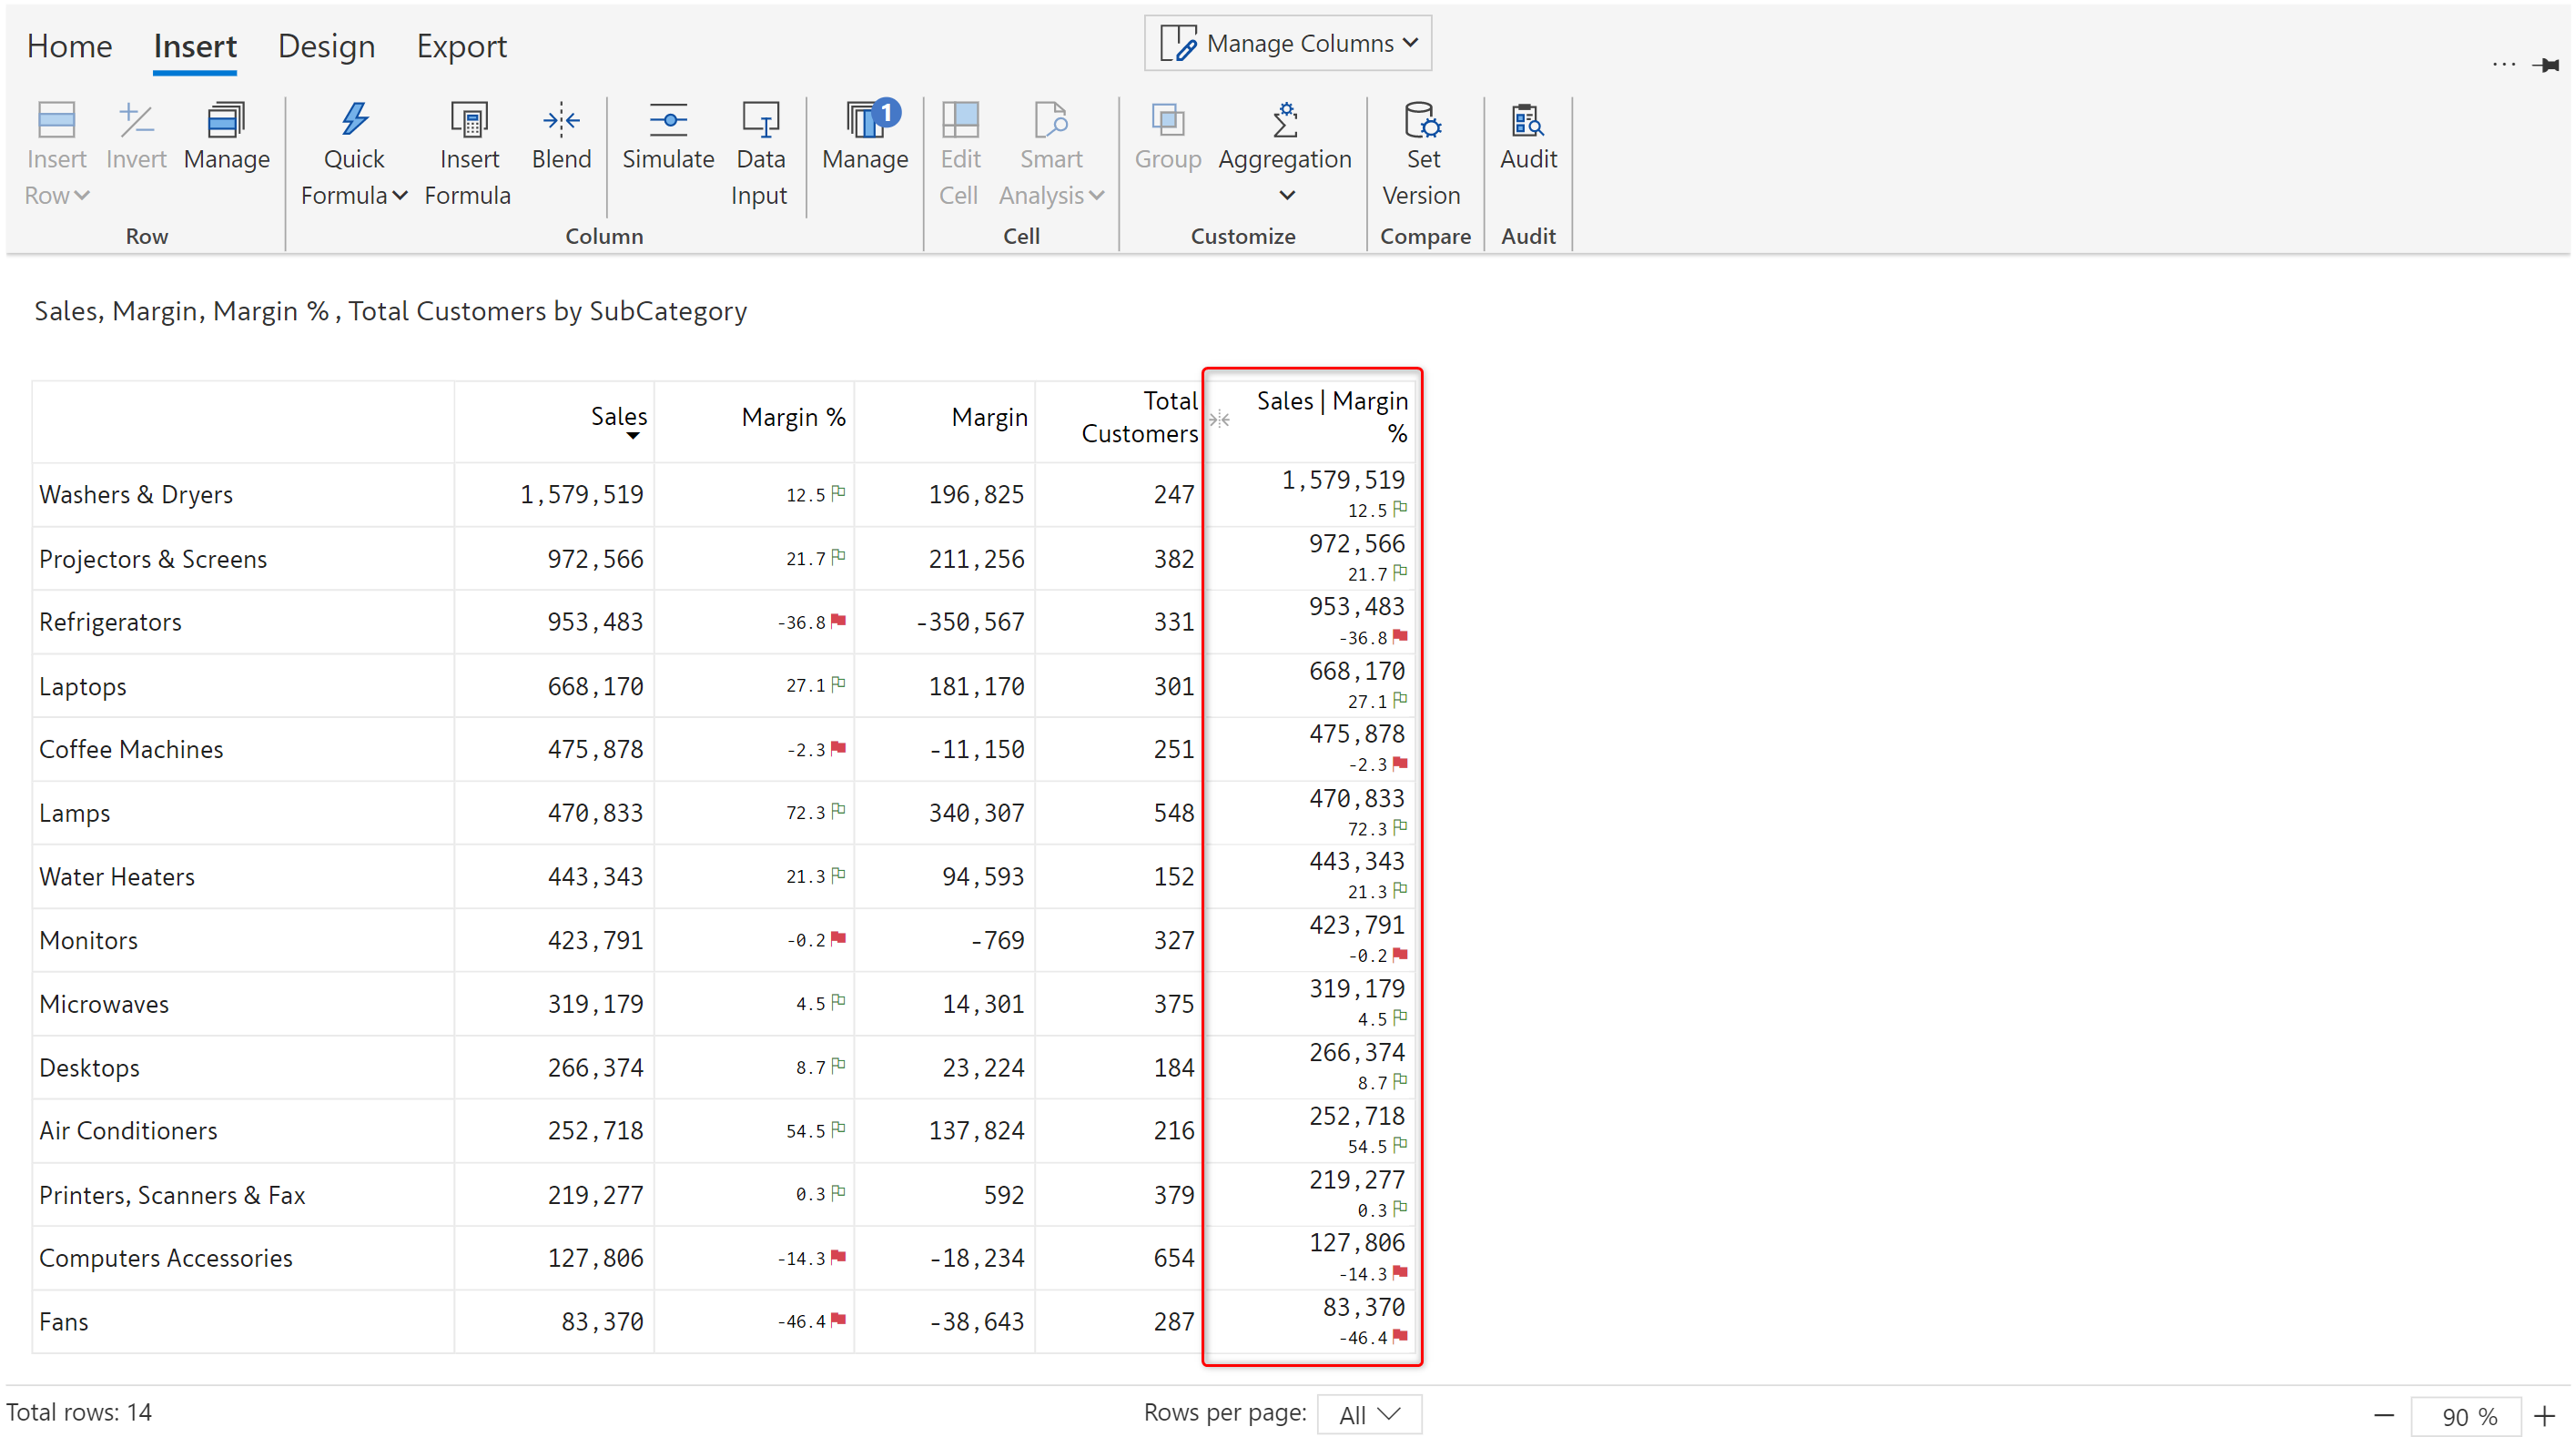 Home Insert Design Export
Manage Columns
...
1
Insert Row
Invert
Manage
Quick Formula
Insert Formula
Blend
Simulate
Data Input
Manage
Edit Cell
Smart Analysis
Group
Aggregation
Set Version
Audit
Row Column Cell Customize Compare Audit
Sales, Margin, Margin % , Total Customers by SubCategory
Sales Margin % Margin Total Customers Sales | Margin %
Washers & Dryers 1,579,519 12.5 196,825 247 1,579,519 12.5
Projectors & Screens 972,566 21.7 211,256 382 972,566 21.7
Refrigerators 953,483 -36.8 -350,567 331 953,483 -36.8
Laptops 668,170 27.1 181,170 301 668,170 27.1
Coffee Machines 475,878 -2.3 -11,150 251 475,878 -2.3
Lamps 470,833 72.3 340,307 548 470,833 72.3
Water Heaters 443,343 21.3 94,593 152 443,343 21.3
Monitors 423,791 -0.2 -769 327 423,791 -0.2
Microwaves 319,179 4.5 14,301 375 319,179 4.5
Desktops 266,374 8.7 23,224 184 266,374 8.7
Air Conditioners 252,718 54.5 137,824 216 252,718 54.5
Printers, Scanners & Fax 219,277 0.3 592 379 219,277 0.3
Computers Accessories 127,806 -14.3 -18,234 654 127,806 -14.3
Fans 83,370 -46.4 -38,643 287 83,370 -46.4
Total rows: 14 Rows per page: All − 90 % +